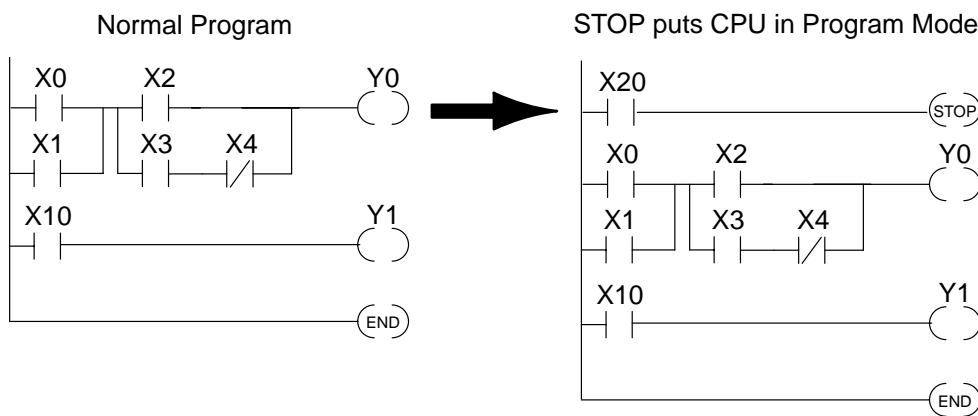 Normal Program
X0 X2 Y0
X1 X3 X4
X10 Y1
END
STOP puts CPU in Program Mode
X20
STOP
X0 X2 Y0
X1 X3 X4
X10 Y1
END